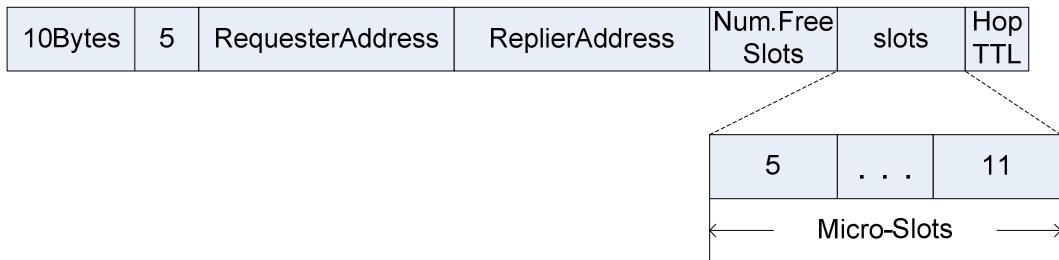 10Bytes 5 RequesterAddress ReplierAddress Num.Free Slots slots Hop TTL
5 . . . 11
Micro-Slots